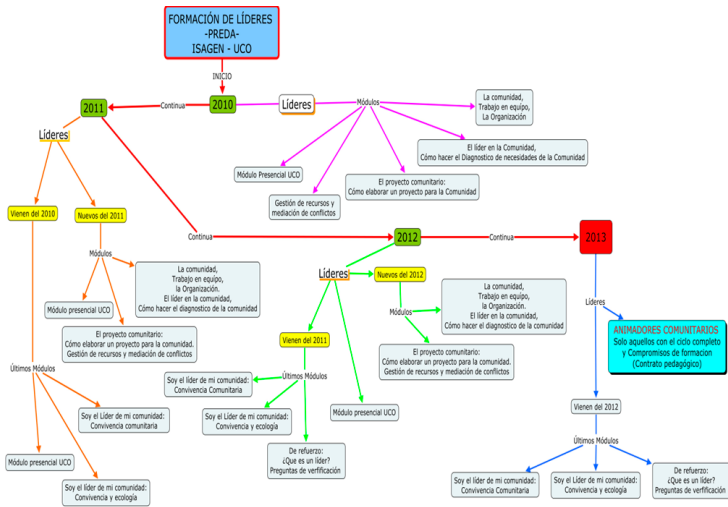 FORMACIÓN DE LÍDERES
-PREDA-
ISAGEN - UCO
INICIO
2011
Continua
2010
Líderes
Módulos
La comunidad,
Trabajo en equipo,
La Organización
El líder en la Comunidad,
Cómo hacer el Diagnostico de necesidades de la Comunidad
Módulo Presencial UCO
El proyecto comunitario:
Cómo elaborar un proyecto para la Comunidad
Gestión de recursos y
mediación de conflictos
Líderes
Vienen del 2010
Nuevos del 2011
Módulos
La comunidad,
Trabajo en equipo,
la Organización.
El líder en la comunidad,
Cómo hacer el diagnostico de la comunidad
Módulo presencial UCO
El proyecto comunitario:
Cómo elaborar un proyecto para la comunidad.
Gestión de recursos y mediación de conflictos
Últimos Módulos
Soy el Líder de mi comunidad:
Convivencia comunitaria
Módulo presencial UCO
Soy el líder de mi comunidad:
Convivencia y ecología
Continua
2012
Continua
2013
Líderes
Nuevos del 2012
Módulos
La comunidad,
Trabajo en equipo,
la Organización.
El líder en la comunidad,
Cómo hacer el diagnostico de la comunidad
El proyecto comunitario:
Cómo elaborar un proyecto para la comunidad.
Gestión de recursos y mediación de conflictos
Vienen del 2011
Últimos Módulos
Soy el líder de mi comunidad:
Convivencia Comunitaria
Soy el Líder de mi comunidad:
Convivencia y ecología
Módulo presencial UCO
De refuerzo:
¿Que es un líder?
Preguntas de verfificación
Líderes
ANIMADORES COMUNITARIOS
Solo aquellos con el ciclo completo
y Compromisos de formacion
(Contrato pedagógico)
Vienen del 2012
Últimos Módulos
Soy el líder de mi comunidad:
Convivencia Comunitaria
Soy el Líder de mi comunidad:
Convivencia y ecología
De refuerzo:
¿Que es un líder?
Preguntas de verfificación